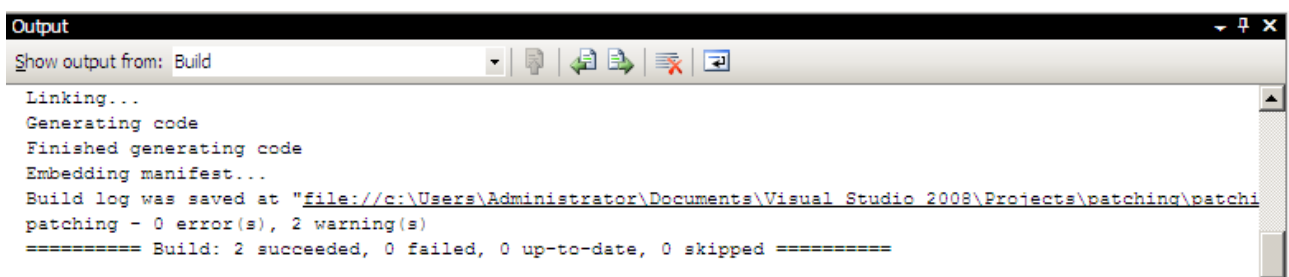 Output
Show output from: Build
Linking...
Generating code
Finished generating code
Embedding manifest...
Build log was saved at "file://c:\Users\Administrator\Documents\Visual Studio 2008\Projects\patching\patchi
patching - 0 error(s), 2 warning(s)
========== Build: 2 succeeded, 0 failed, 0 up-to-date, 0 skipped ==========